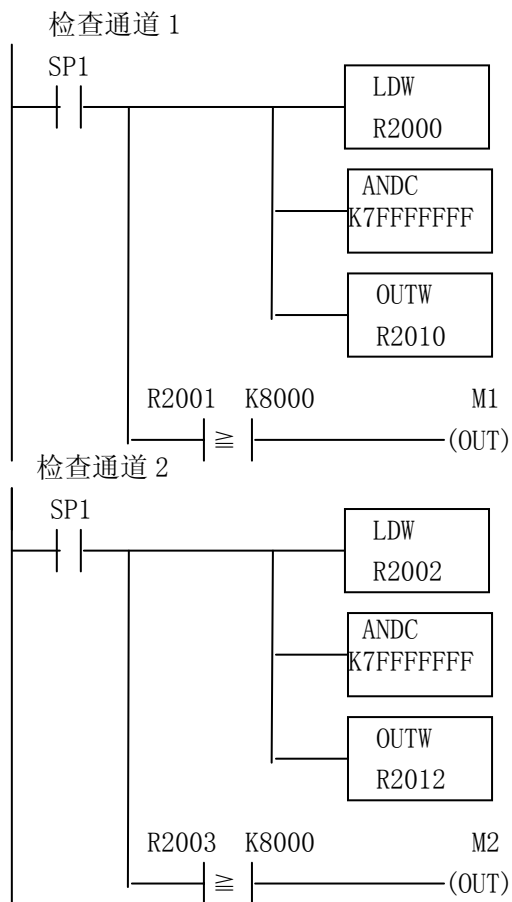 检查通道 1
SP1
LDW
R2000
ANDC
K7FFFFFFF
OUTW
R2010
R2001 K8000 M1
≧ (OUT)
检查通道 2
SP1
LDW
R2002
ANDC
K7FFFFFFF
OUTW
R2012
R2003 K8000 M2
≧ (OUT)